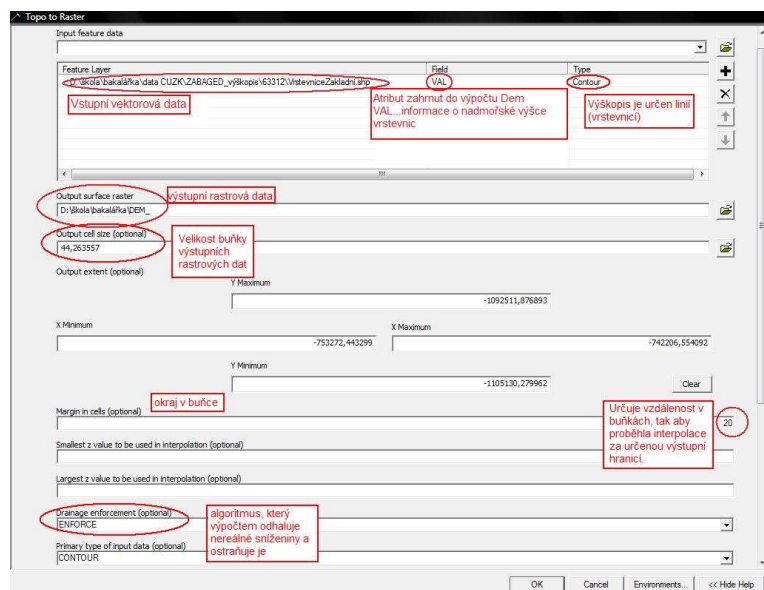 Topo to Raster
Input feature data
Feature Layer
Field
Type
D:\škola\bakalářka\data CUZK\ZABAGED_výškopis\63312\VrstevniceZakladni.shp
VAL
Contour
Vstupní vektorová data
Atribut zahrnut do výpočtu Dem
VAL...informace o nadmořské výšce
vrstevnic
Výškopis je určen linií
(vrstevnicí)
Output surface raster
výstupní rastrová data
D:\škola\bakalářka\DEM_
Output cell size (optional)
44,263557
Velikost buňky
výstupních
rastrových dat
Output extent (optional)
Y Maximum
-1092511,876893
X Minimum
X Maximum
-753272,443299
-742206,554092
Y Minimum
-1105130,279962
Clear
okraj v buňce
Margin in cells (optional)
20
Určuje vzdálenost v
buňkách, tak aby
proběhla interpolace
za určenou výstupní
hranicí.
Smallest z value to be used in interpolation (optional)
Largest z value to be used in interpolation (optional)
Drainage enforcement (optional)
ENFORCE
algoritmus, který
výpočtem odhaluje
nereálné sníženiny a
ostraňuje je
Primary type of input data (optional)
CONTOUR
OK
Cancel
Environments...
<< Hide Help